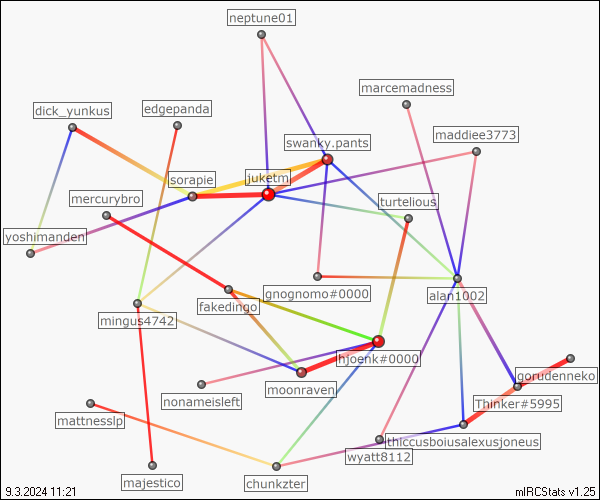 neptune01
marcemadness
dick_yunkus
edgepanda
maddiee3773
swanky.pants
sorapie
juketm
mercurybro
turtelious
yoshimanden
gnognomo#0000
alan1002
fakedingo
mingus4742
hjoenk#0000
gorudenneko
moonraven
nonameisleft
Thinker#5995
mattnesslp
thiccusboiusalexusjoneus
wyatt8112
majestico
chunkzter
9.3.2024 11:21
mIRCStats v1.25